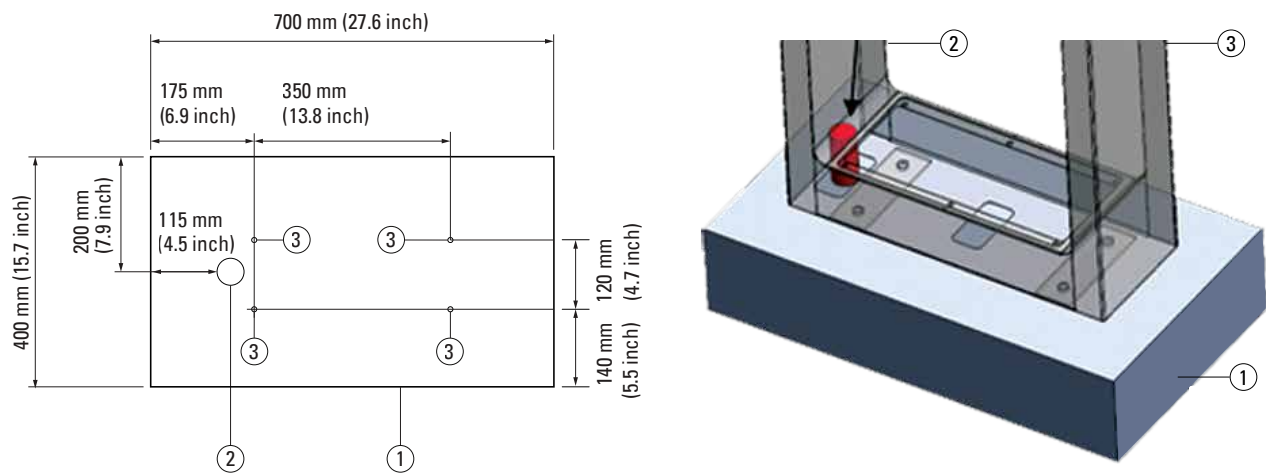 700 mm (27.6 inch)
175 mm
(6.9 inch)
350 mm
(13.8 inch)
400 mm (15.7 inch)
200 mm
(7.9 inch)
115 mm
(4.5 inch)
3
3
120 mm
(4.7 inch)
3
3
140 mm
(5.5 inch)
2
1
2
3
1